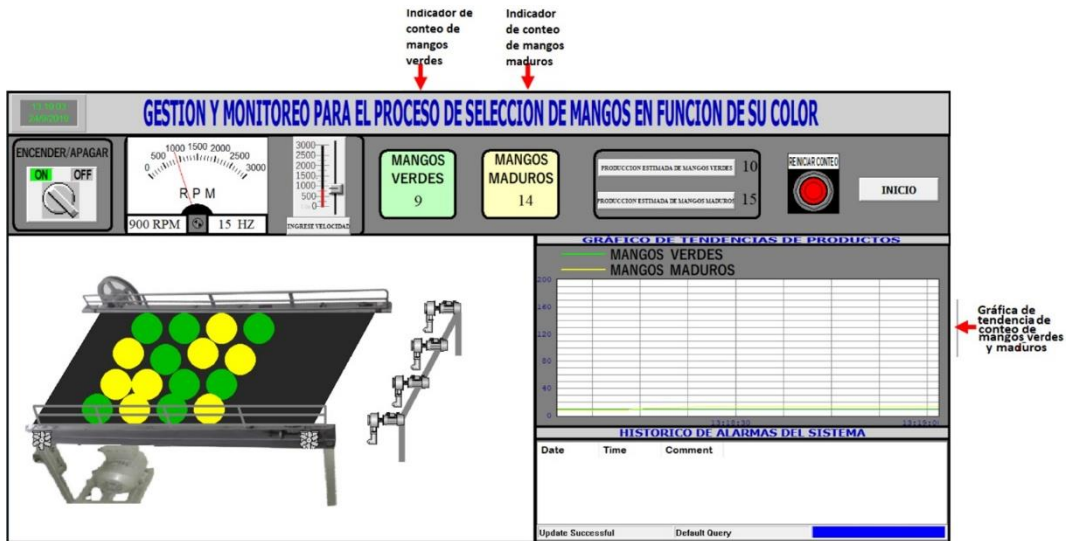 Indicador de
conteo de
mangos
verdes
Indicador
de conteo
de mangos
maduros
GESTION Y MONITOREO PARA EL PROCESO DE SELECCION DE MANGOS EN FUNCION DE SU COLOR
ENCENDER/APAGAR
ON OFF
0 500 1000 1500 2000 2500 3000
RPM
900 RPM 15 HZ
3000
2500
2000
1500
1000
500
0
INGRESE VELOCIDAD
MANGOS
VERDES
9
MANGOS
MADUROS
14
PRODUCCION ESTIMADA DE MANGOS VERDES 10
PRODUCCION ESTIMADA DE MANGOS MADUROS 15
REINICIAR CONTEO
INICIO
GRÁFICO DE TENDENCIAS DE PRODUCTOS
MANGOS VERDES
MANGOS MADUROS
200
160
120
80
40
0
Gráfica de
tendencia de
conteo de
mangos verdes
y maduros
HISTORICO DE ALARMAS DEL SISTEMA
Date Time Comment
Update Successful Default Query